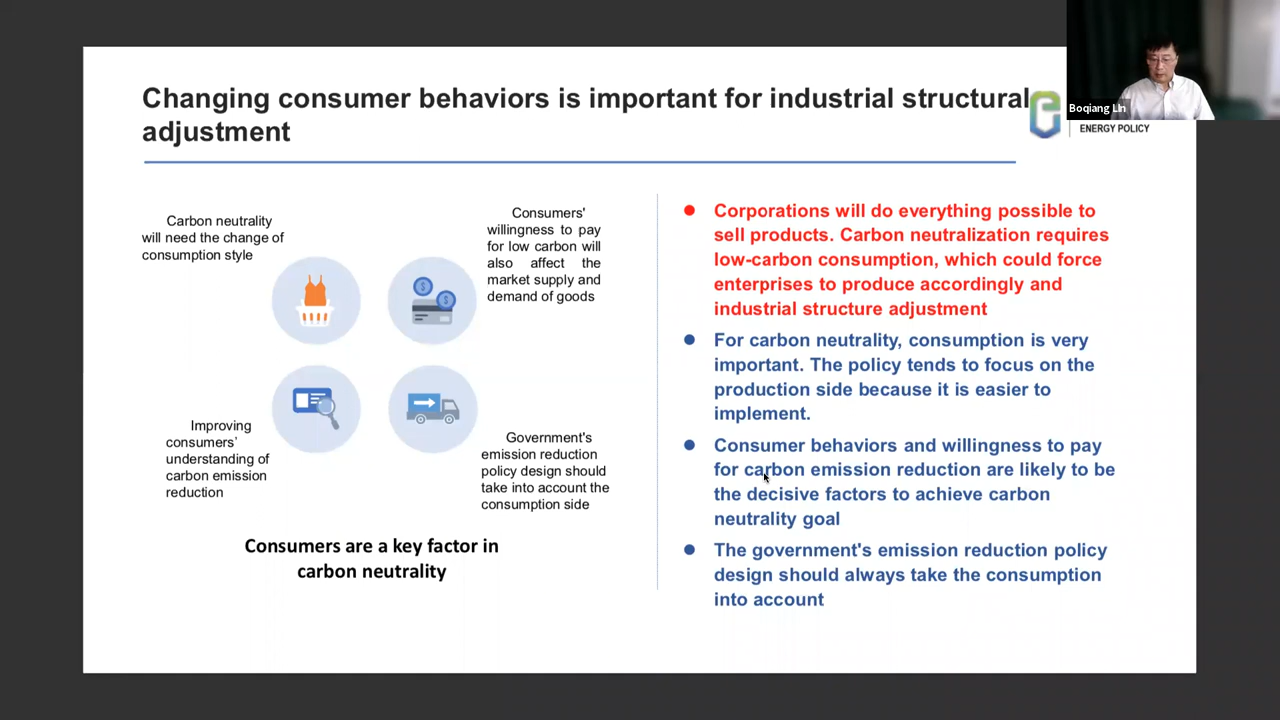 Changing consumer behaviors is important for industrial structural
adjustment
Boqiang Lin
ENERGY POLICY
Carbon neutrality
will need the change of
consumption style
Consumers'
willingness to pay
for low carbon will
also affect the
market supply and
demand of goods
Improving
consumers'
understanding of
carbon emission
reduction
Government's
emission reduction
policy design should
take into account the
consumption side
Consumers are a key factor in
carbon neutrality
Corporations will do everything possible to
sell products. Carbon neutralization requires
low-carbon consumption, which could force
enterprises to produce accordingly and
industrial structure adjustment
For carbon neutrality, consumption is very
important. The policy tends to focus on the
production side because it is easier to
implement.
Consumer behaviors and willingness to pay
for carbon emission reduction are likely to be
the decisive factors to achieve carbon
neutrality goal
The government's emission reduction policy
design should always take the consumption
into account